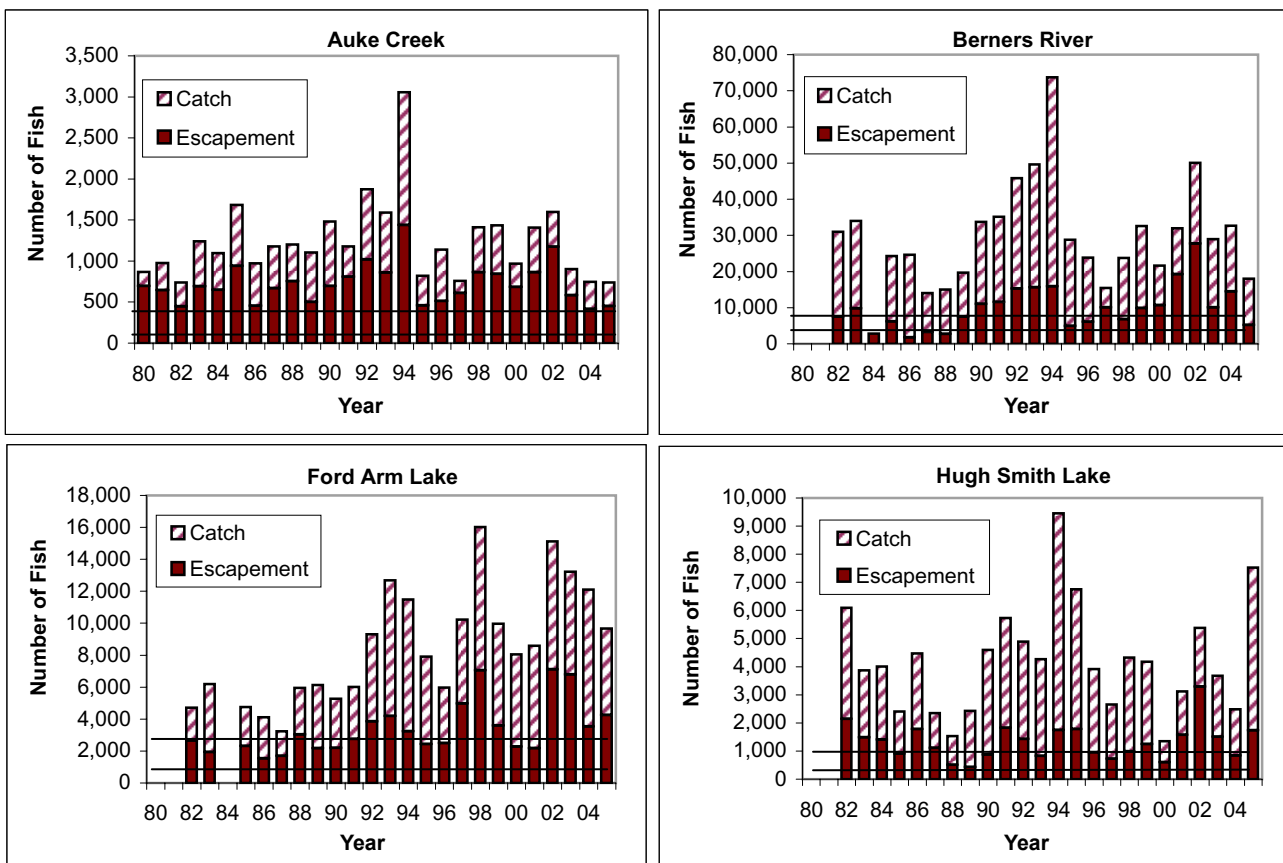 Auke Creek
3,500
3,000
2,500
2,000
1,500
1,000
500
0
Number of Fish
Catch
Escapement
80 82 84 86 88 90 92 94 96 98 00 02 04
Year
Berners River
80,000
70,000
60,000
50,000
40,000
30,000
20,000
10,000
0
Number of Fish
Catch
Escapement
80 82 84 86 88 90 92 94 96 98 00 02 04
Year
Ford Arm Lake
18,000
16,000
14,000
12,000
10,000
8,000
6,000
4,000
2,000
0
Number of Fish
Catch
Escapement
80 82 84 86 88 90 92 94 96 98 00 02 04
Year
Hugh Smith Lake
10,000
9,000
8,000
7,000
6,000
5,000
4,000
3,000
2,000
1,000
0
Number of Fish
Catch
Escapement
80 82 84 86 88 90 92 94 96 98 00 02 04
Year